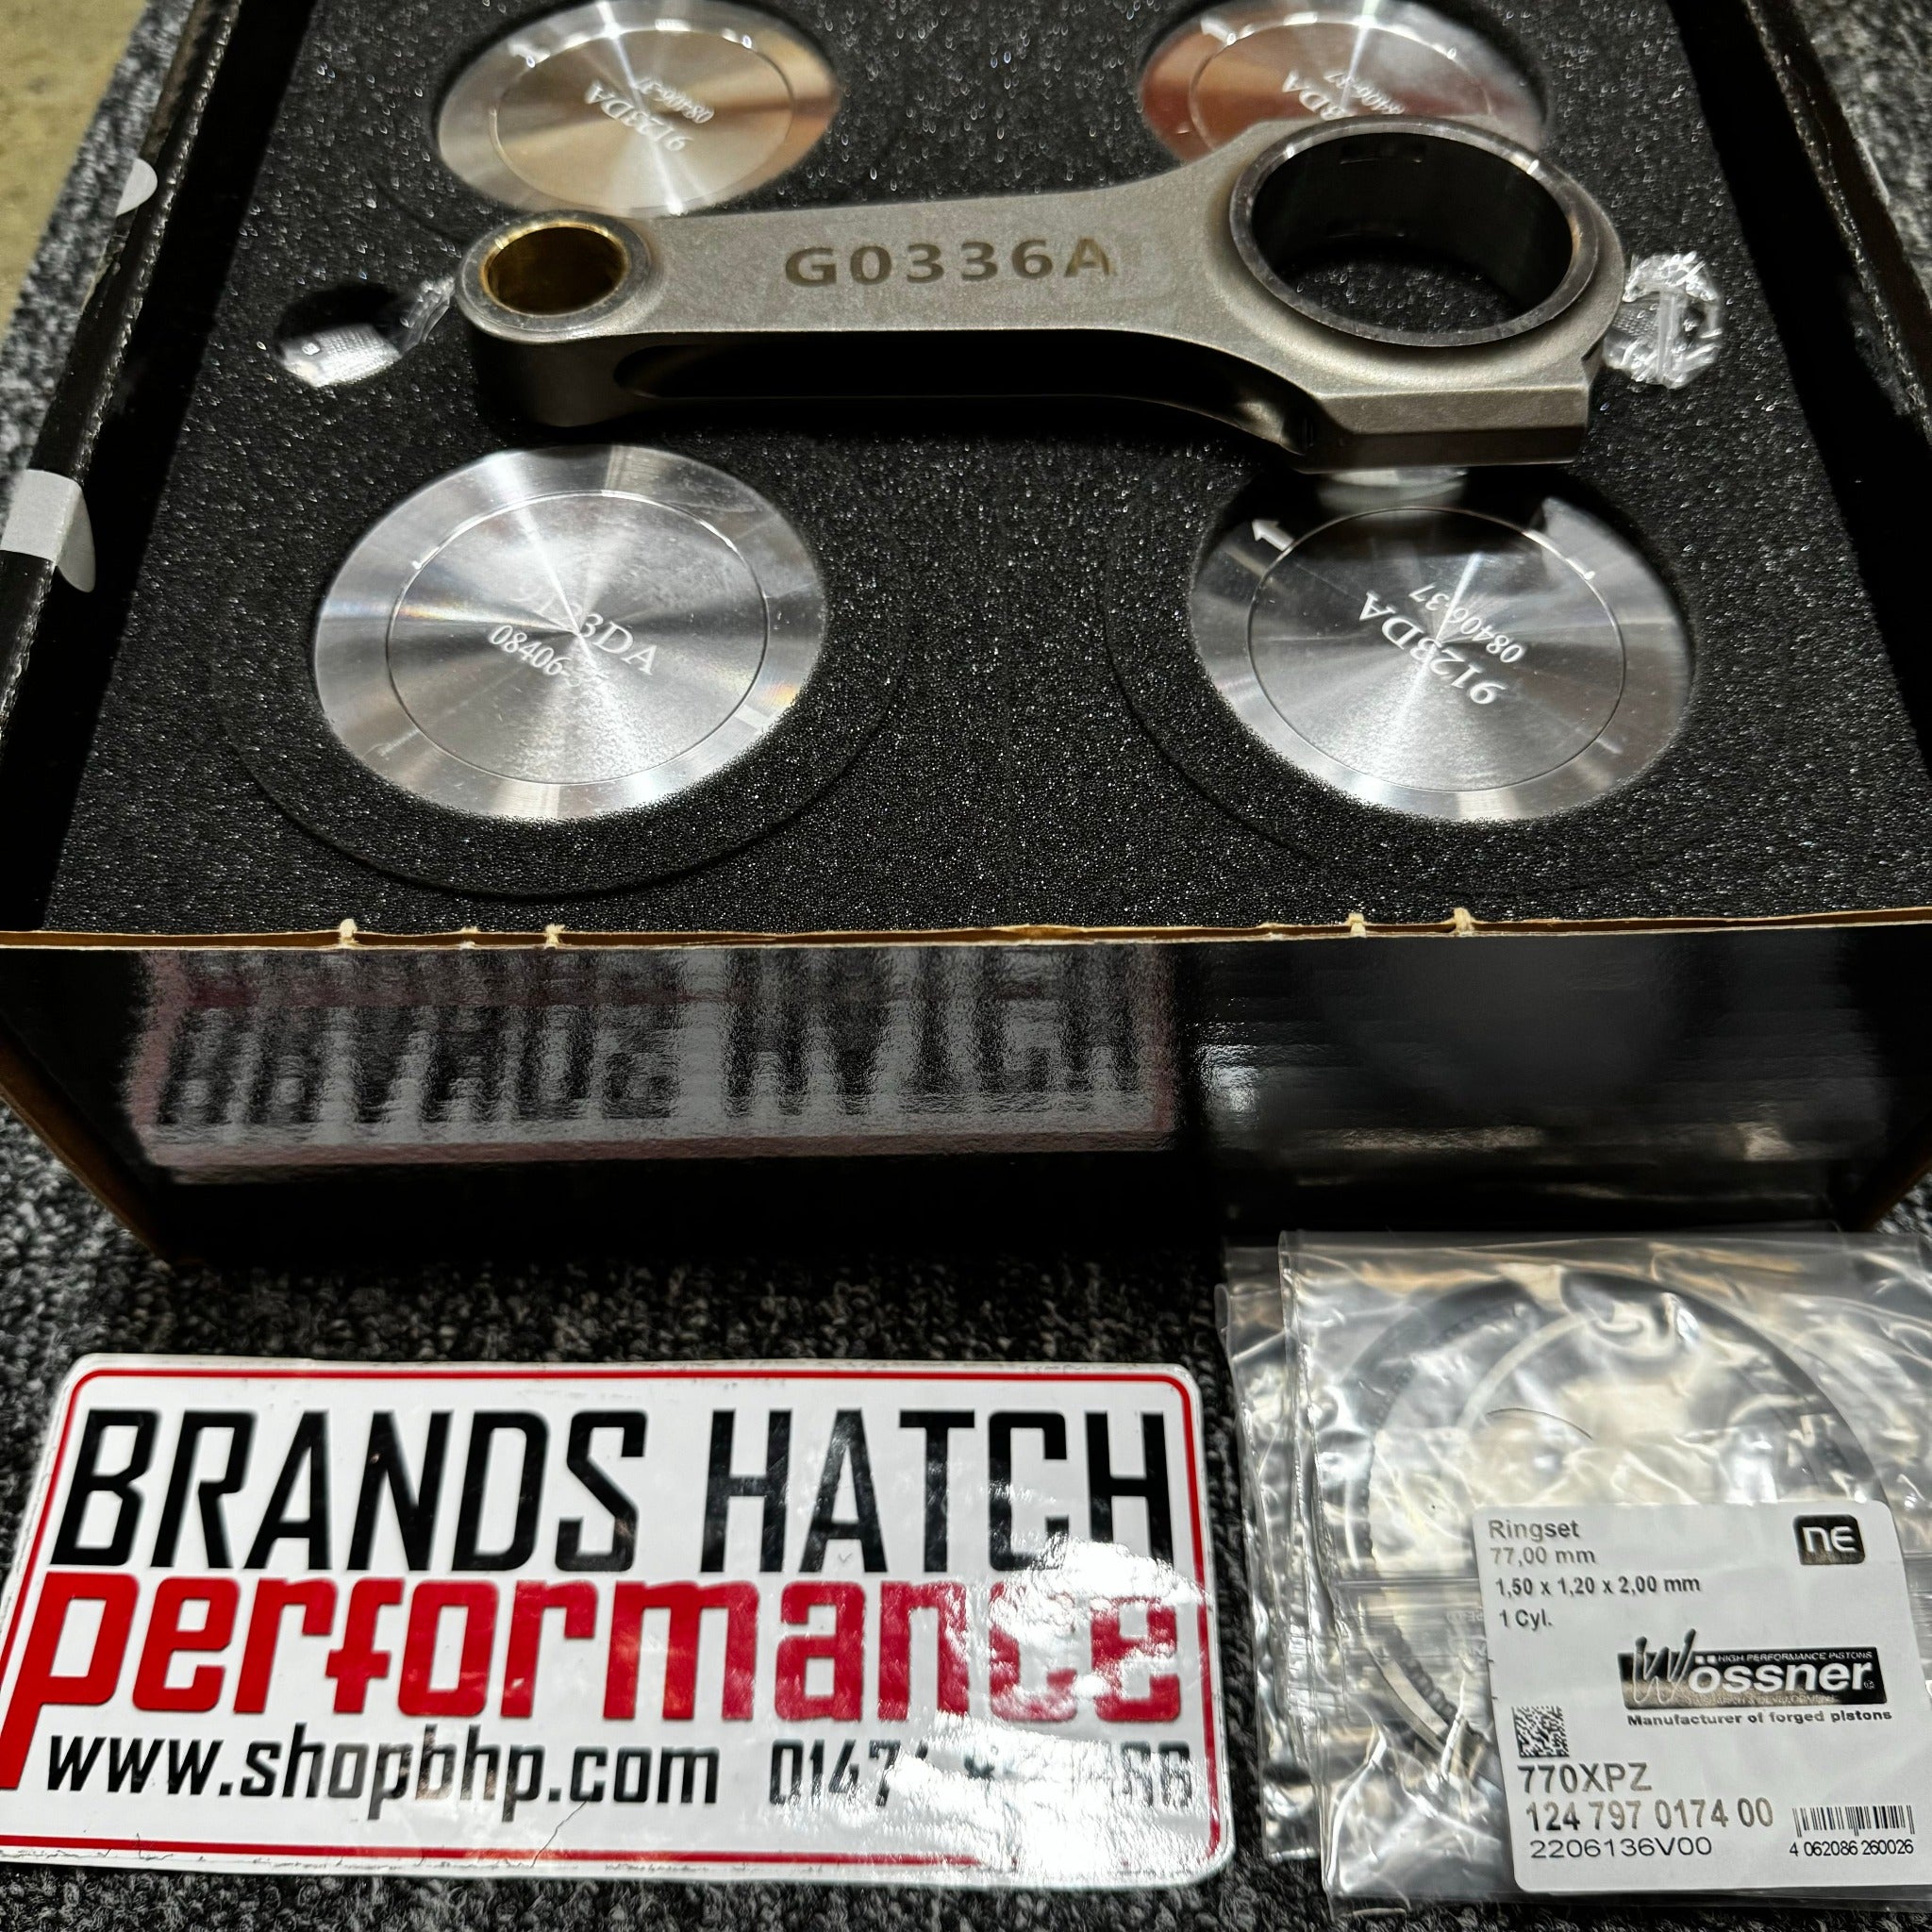 9123DA
08406-37
G0336A
08406-
9123DA
08406-37
BRANDS HATCH
performance
www.shopbhp.com
Ringset
77,00 mm
1,50 x 1,20 x 2,00 mm
1 Cyl.
NE
HIGH PERFORMANCE PISTONS
Wössner
Manufacturer of forged pistons
770XPZ
124 797 0174 00
2206136V00
4 062086 260026